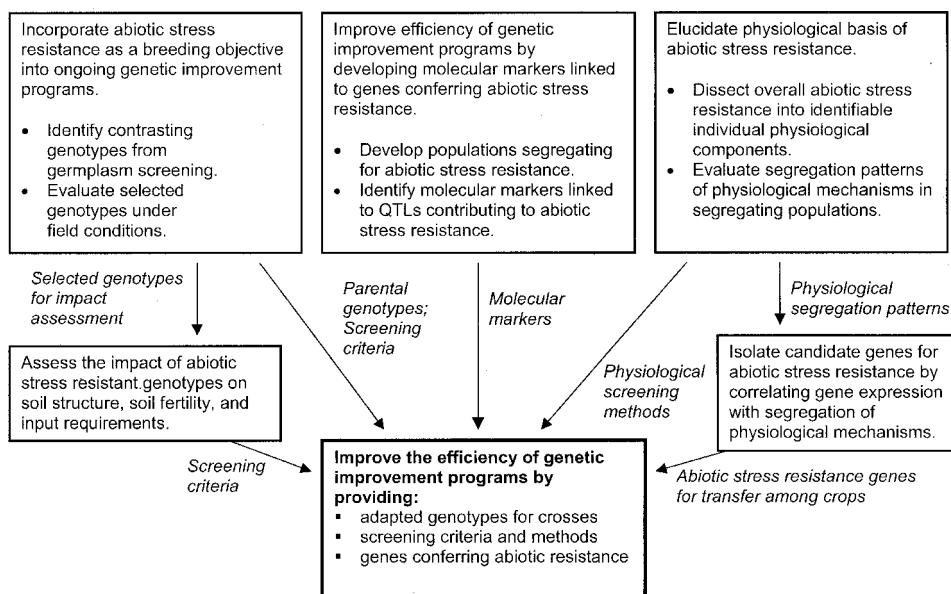 Incorporate abiotic stress
resistance as a breeding objective
into ongoing genetic improvement
programs.
• Identify contrasting
genotypes from
germplasm screening.
• Evaluate selected
genotypes under
field conditions.
Improve efficiency of genetic
improvement programs by
developing molecular markers linked
to genes conferring abiotic stress
resistance.
• Develop populations segregating
for abiotic stress resistance.
• Identify molecular markers linked
to QTLs contributing to abiotic
stress resistance.
Elucidate physiological basis of
abiotic stress resistance.
• Dissect overall abiotic stress
resistance into identifiable
individual physiological
components.
• Evaluate segregation patterns
of physiological mechanisms in
segregating populations.
Selected genotypes
for impact
assessment
Parental
genotypes;
Screening
criteria
Molecular
markers
Physiological
segregation patterns
Assess the impact of abiotic
stress resistant.genotypes on
soil structure, soil fertility, and
input requirements.
Physiological
screening
methods
Isolate candidate genes for
abiotic stress resistance by
correlating gene expression
with segregation of
physiological mechanisms.
Screening
criteria
Improve the efficiency of genetic
improvement programs by
providing:
▪ adapted genotypes for crosses
▪ screening criteria and methods
▪ genes conferring abiotic resistance
Abiotic stress resistance genes
for transfer among crops